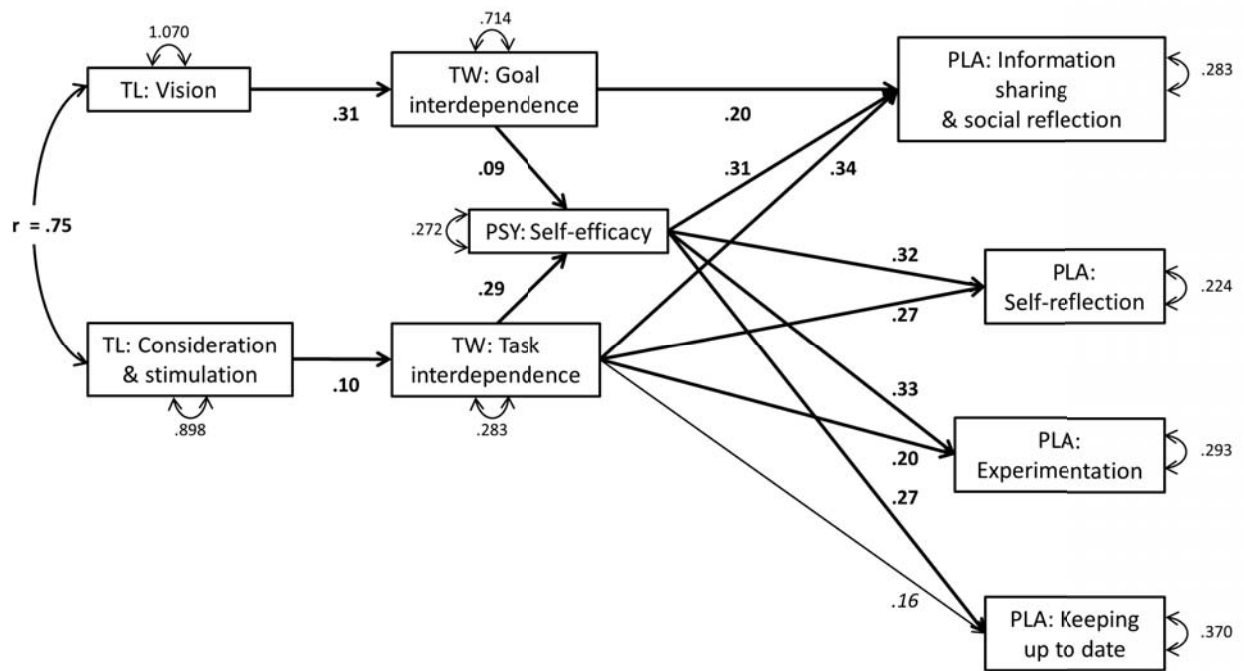 1.070
.714
TL: Vision
TW: Goal
interdependence
PLA: Information
sharing
& social reflection
.283
.31
.20
.09
.31
.34
r = .75
.272
PSY: Self-efficacy
.32
.29
PLA:
Self-reflection
.224
.27
TL: Consideration
& stimulation
TW: Task
interdependence
.10
.898
.283
.33
.20
PLA:
Experimentation
.293
.27
.16
PLA: Keeping
up to date
.370